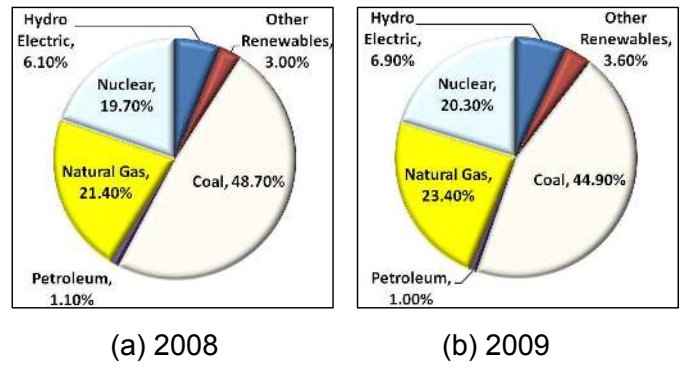 Hydro
Electric,
6.10%
Other
Renewables,
3.00%
Nuclear,
19.70%
Natural Gas,
21.40%
Coal, 48.70%
Petroleum,
1.10%
(a) 2008
Hydro
Electric,
6.90%
Other
Renewables,
3.60%
Nuclear,
20.30%
Natural Gas,
23.40%
Coal, 44.90%
Petroleum,
1.00%
(b) 2009